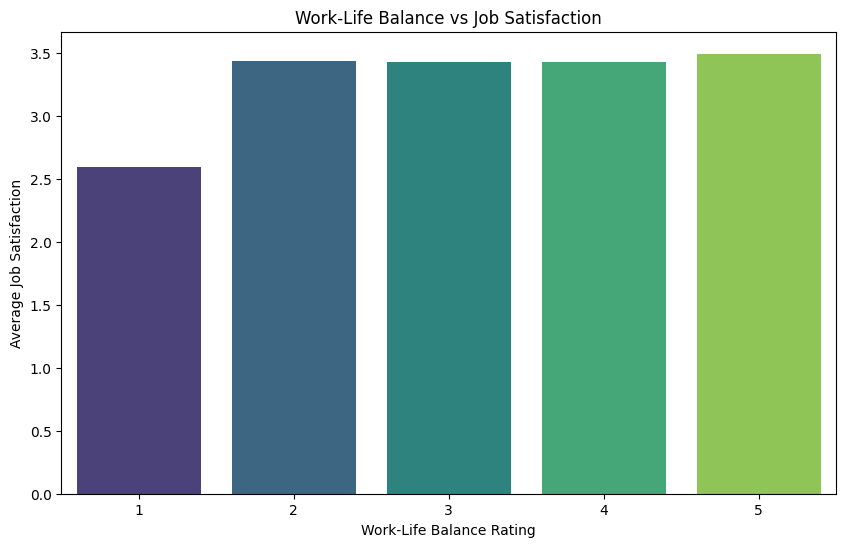 Work-Life Balance vs Job Satisfaction
Average Job Satisfaction
3.5
3.0
2.5
2.0
1.5
1.0
0.5
0.0
1 2 3 4 5
Work-Life Balance Rating